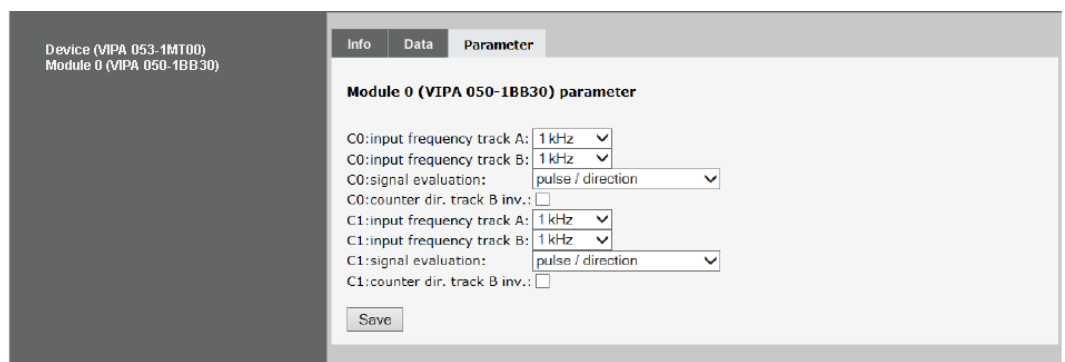 Device (VIPA 053-1MT00)
Module 0 (VIPA 050-1BB30)
Info Data Parameter
Module 0 (VIPA 050-1BB30) parameter
C0:input frequency track A: 1 kHz
C0:input frequency track B: 1 kHz
C0:signal evaluation: pulse / direction
C0:counter dir. track B inv.:
C1:input frequency track A: 1 kHz
C1:input frequency track B: 1 kHz
C1:signal evaluation: pulse / direction
C1:counter dir. track B inv.:
Save